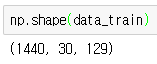 np.shape(data_train)
(1440, 30, 129)